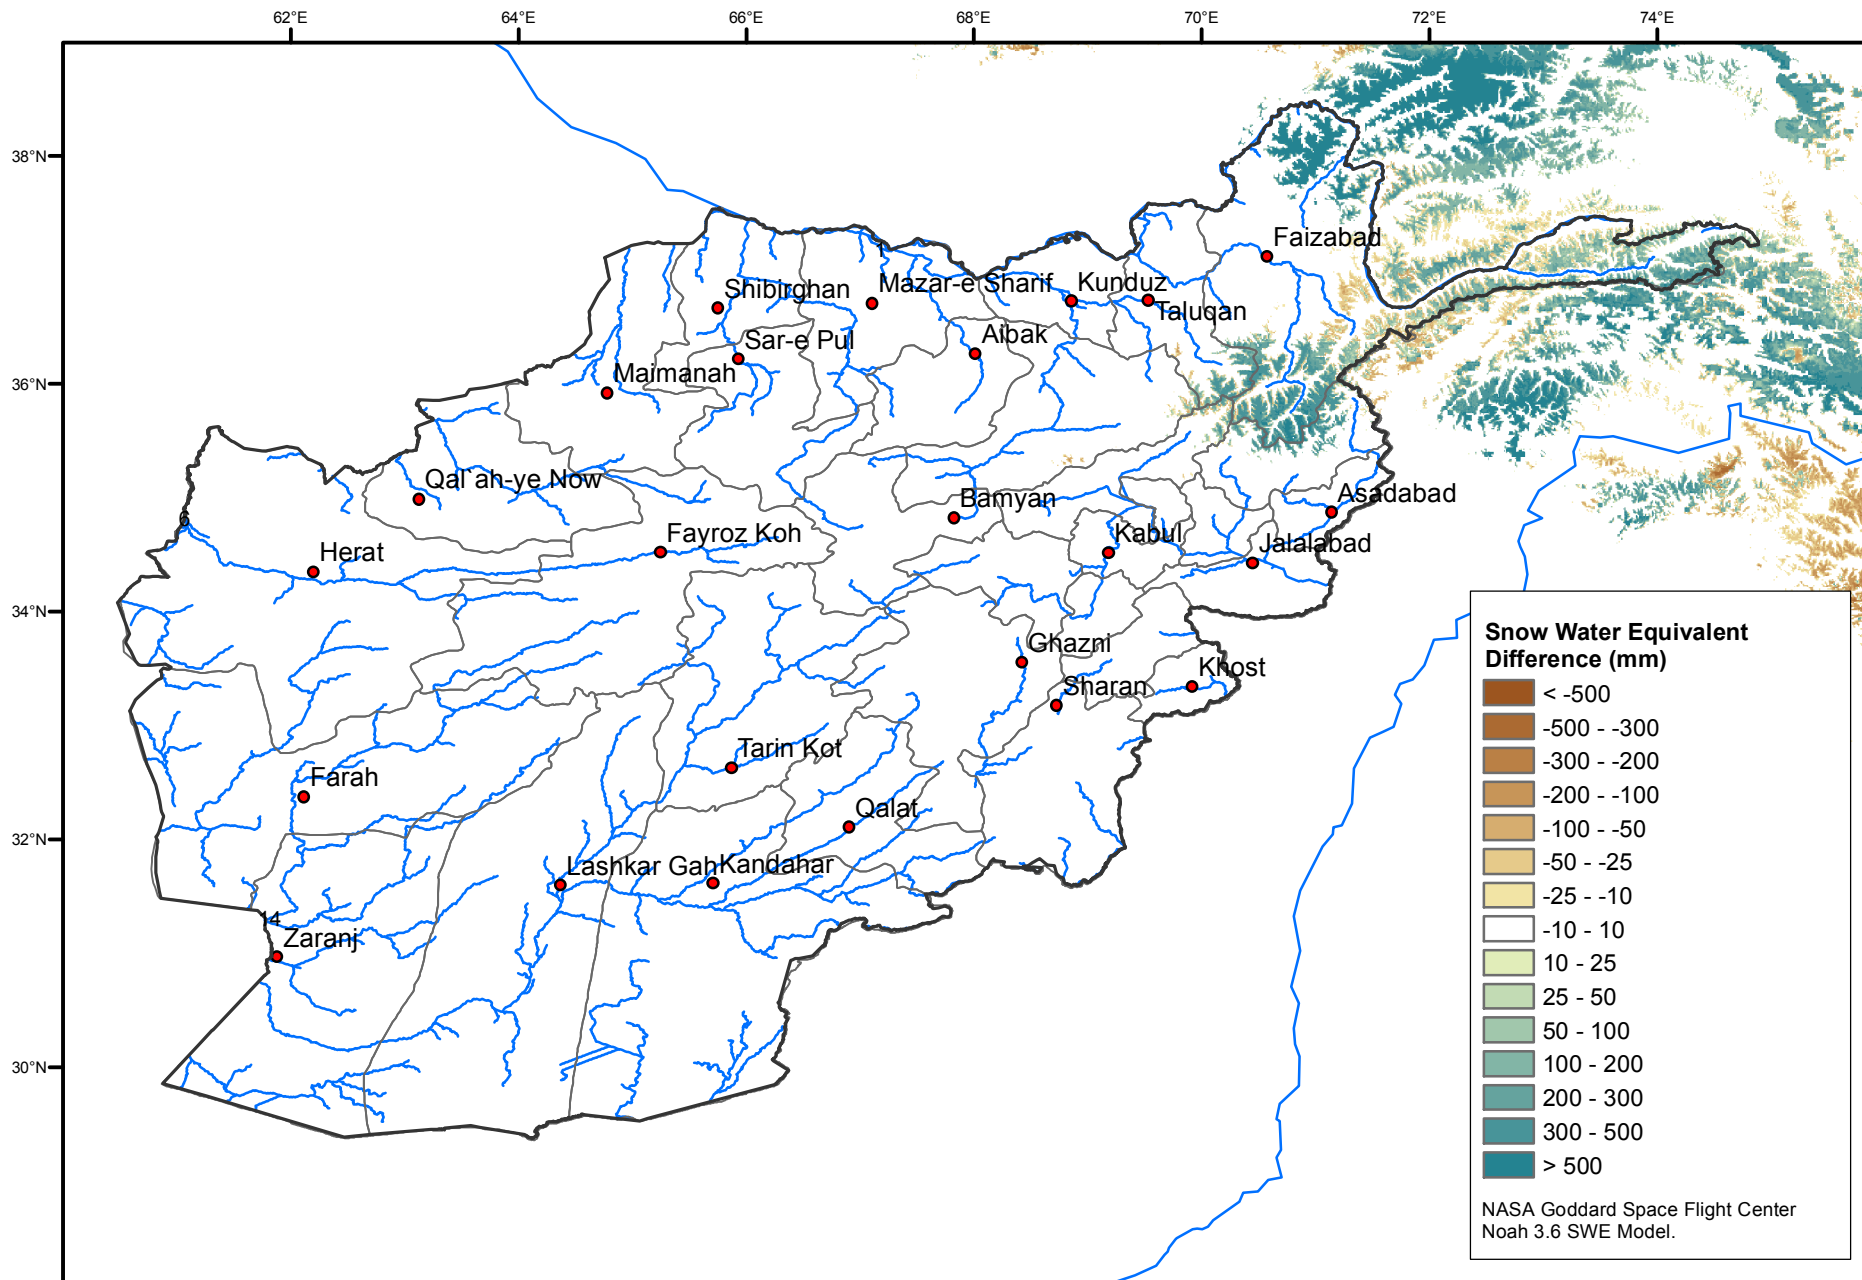 62°E 64°E 66°E 68°E 70°E 72°E 74°E
38°N
36°N
34°N
32°N
30°N
Faizabad
Shibirghan
Mazar-e Sharif
Kunduz
Taluqan
Sar-e Pul
Aibak
Maimanah
Qal ah-ye Now
Bamyan
Asadabad
6
Herat
Fayroz Koh
Kabul
Jalalabad
Ghazni
Khost
Sharan
Tarin Kot
Farah
Qalat
Lashkar Gah
Kandahar
14
Zaranj
Snow Water Equivalent
Difference (mm)
< -500
-500 - -300
-300 - -200
-200 - -100
-100 - -50
-50 - -25
-25 - -10
-10 - 10
10 - 25
25 - 50
50 - 100
100 - 200
200 - 300
300 - 500
> 500
NASA Goddard Space Flight Center
Noah 3.6 SWE Model.